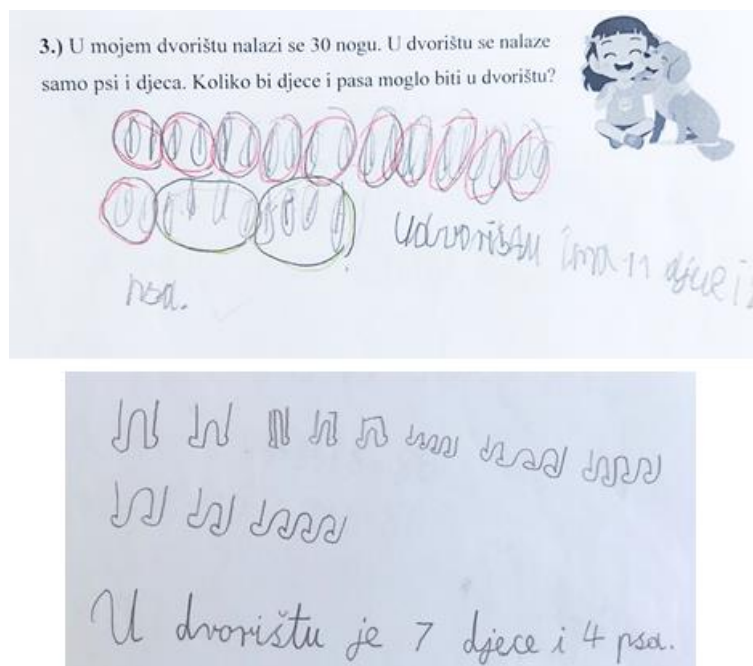 3.) U mojem dvorištu nalazi se 30 nogu. U dvorištu se nalaze
samo psi i djeca. Koliko bi djece i pasa moglo biti u dvorištu?
U dvorištu ima 11 djece i
psa.
U dvorištu je 7 djece i 4 psa.